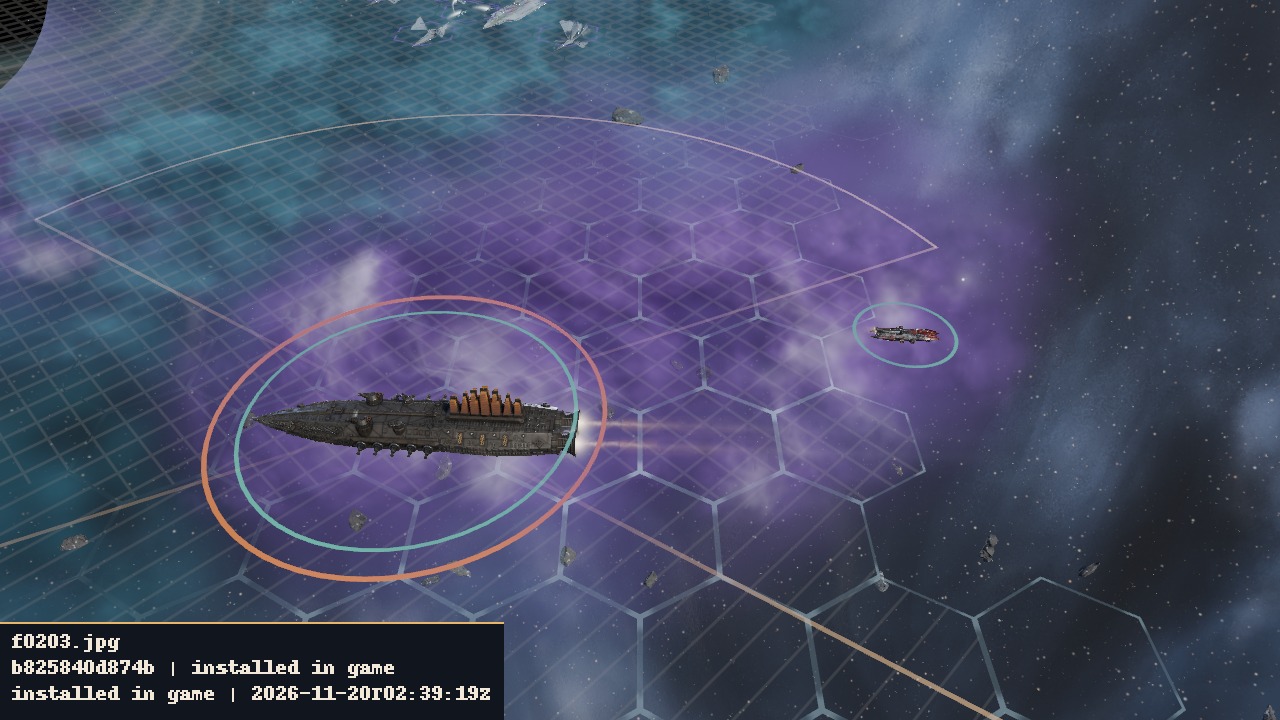 f0203.jpg
b825840d874b | installed in game
installed in game | 2026-11-20T02:39:19Z